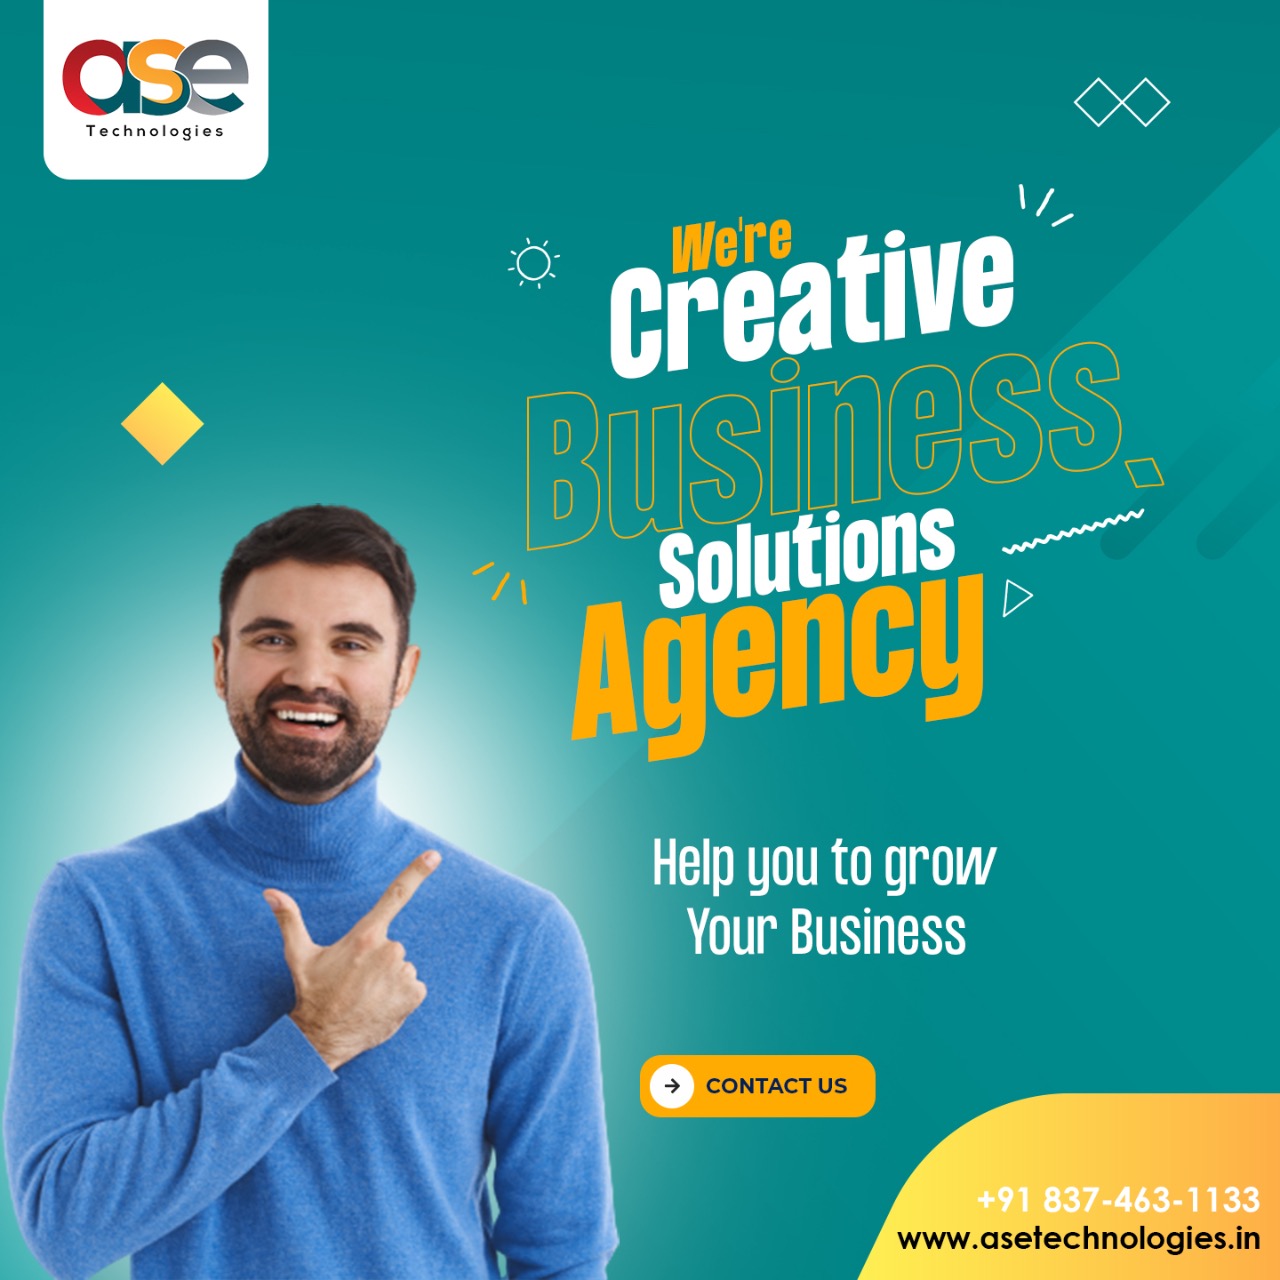 ase
Technologies
We're
Creative
Business.
Solutions
Agency
Help you to grow
Your Business
CONTACT US
+91 837-463-1133
www.asetechnologies.in